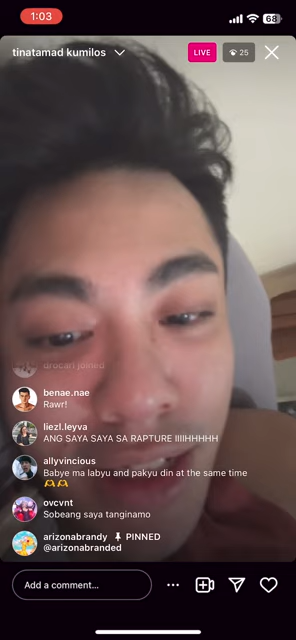 1:03
68
tinatamad kumilos
LIVE
25
drocarl joined
benae.nae
Rawr!
liezl.leyva
ANG SAYA SAYA SA RAPTURE IIIIHHHHH
allyvincious
Babye ma labyu and pakyu din at the same time
🫶🫶
ovcvnt
Sobeang saya tanginamo
arizonabrandy 📌 PINNED
@arizonabranded
Add a comment...